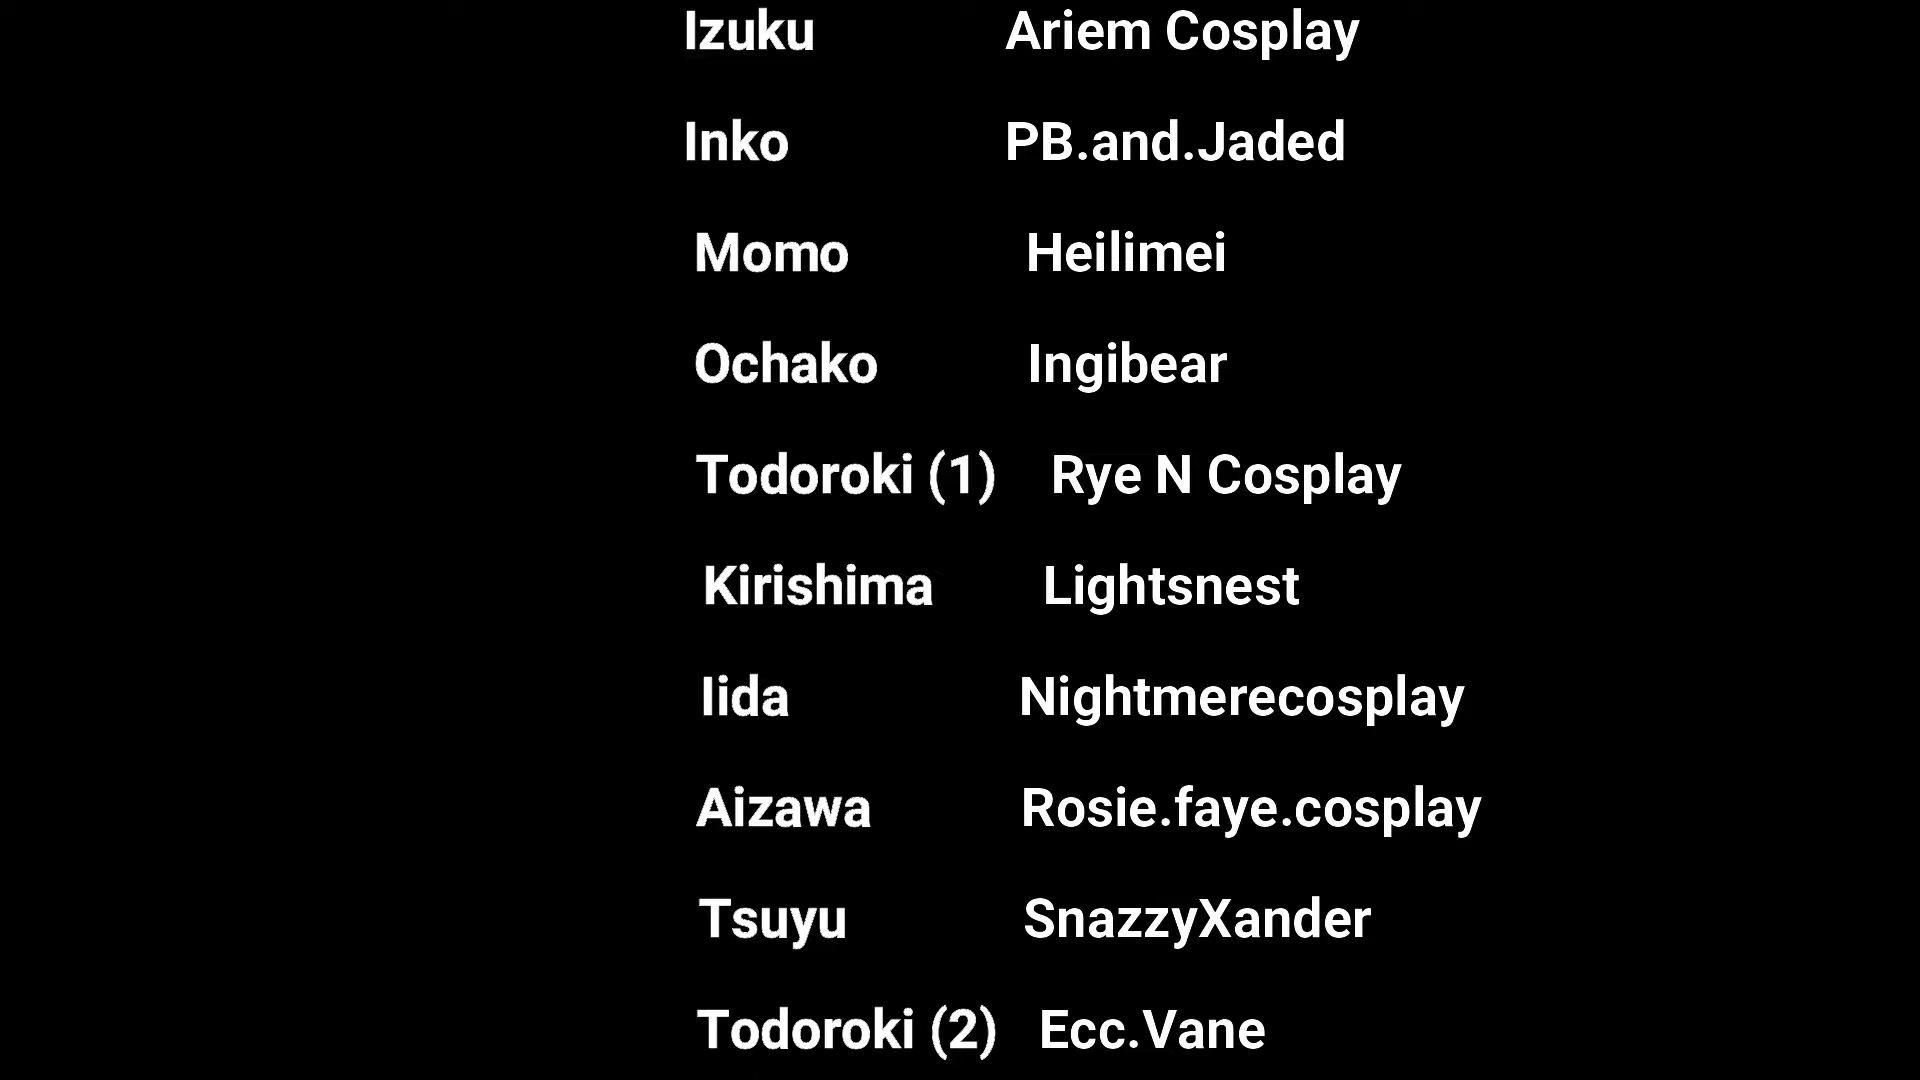 Izuku Ariem Cosplay
Inko PB.and.Jaded
Momo Heilimei
Ochako Ingibear
Todoroki (1) Rye N Cosplay
Kirishima Lightsnest
Iida Nightmerecosplay
Aizawa Rosie.faye.cosplay
Tsuyu SnazzyXander
Todoroki (2) Ecc.Vane